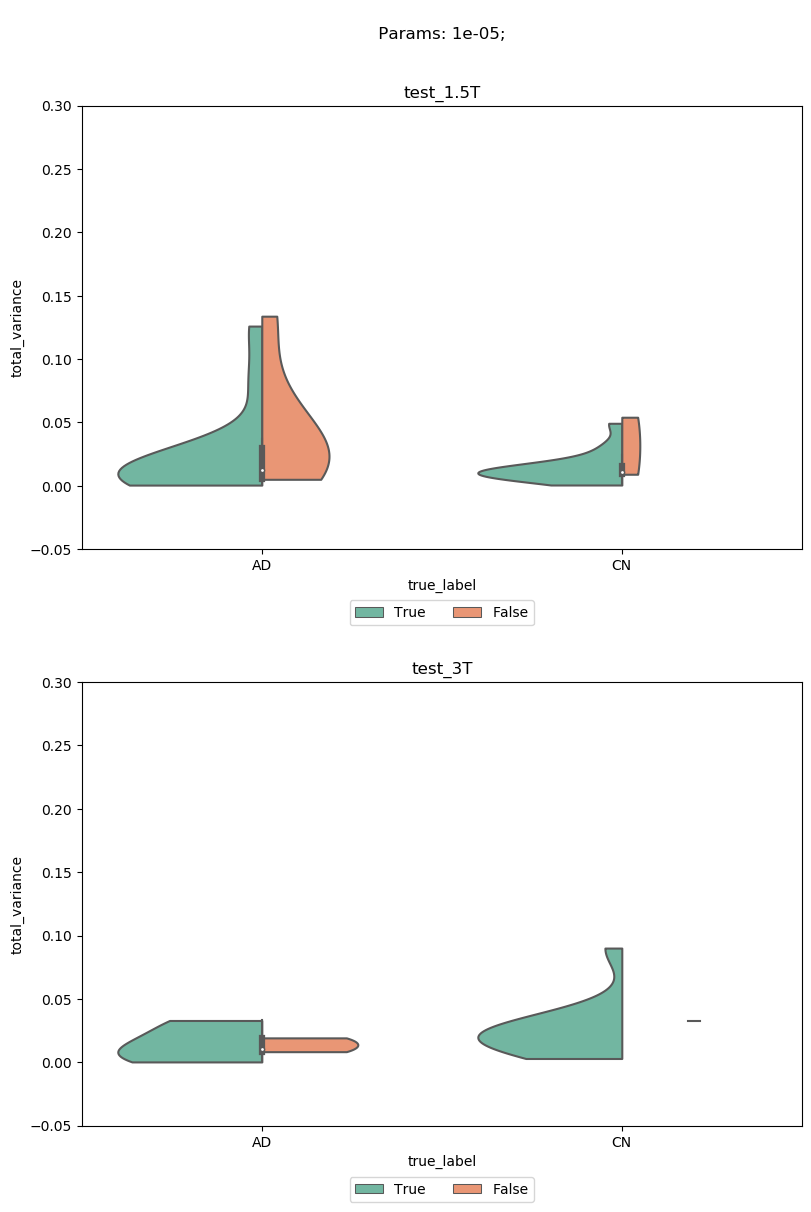 Params: 1e-05;
test_1.5T
0.30
0.25
0.20
0.15
0.10
0.05
0.00
−0.05
total_variance
AD CN
true_label
True False
test_3T
0.30
0.25
0.20
0.15
0.10
0.05
0.00
−0.05
total_variance
AD CN
true_label
True False